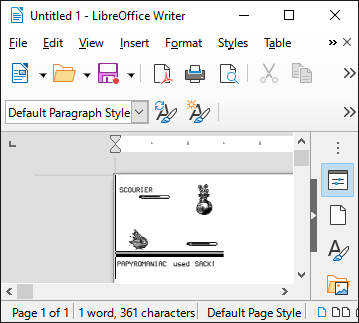 Untitled 1 - LibreOffice Writer
File Edit View Insert Format Styles Table
Default Paragraph Style
SCOURIER
PAPYROMANIAC used SACK!
Page 1 of 1 1 word, 361 characters Default Page Style